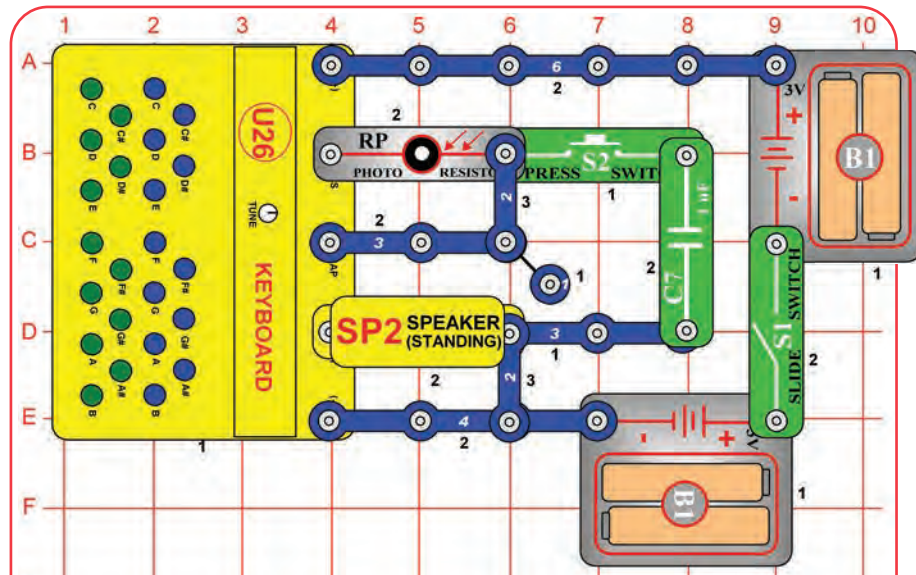 1 2 3 4 5 6 7 8 9 10
A
B
C
D
E
F
U26
TUNE
KEYBOARD
C
C#
D
D#
E
F
F#
G
G#
A
A#
B
C
C#
D
D#
E
F
F#
G
G#
A
A#
B
1
6
2
2
RP
PHOTO RESISTO
S2
PRESS SWIT
1
2
3
2
3
1
1
C7
2
SP2 SPEAKER
(STANDING)
2
3
1
2
3
4
2
3V
+
-
B1
1
S1
SLIDE SWITCH
2
-
+
3V
B1
1